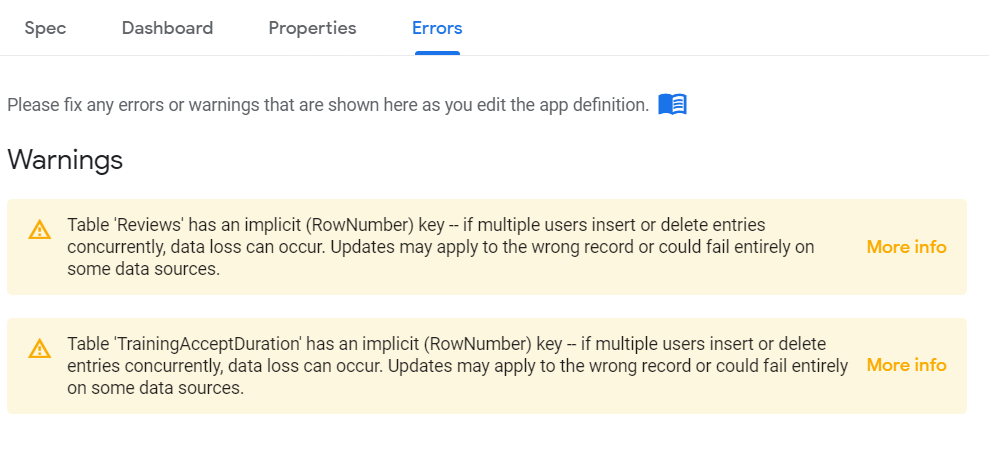 Spec Dashboard Properties Errors
Please fix any errors or warnings that are shown here as you edit the app definition.
Warnings
Table 'Reviews' has an implicit (RowNumber) key -- if multiple users insert or delete entries
concurrently, data loss can occur. Updates may apply to the wrong record or could fail entirely on
some data sources.
More info
Table 'TrainingAcceptDuration' has an implicit (RowNumber) key -- if multiple users insert or delete
entries concurrently, data loss can occur. Updates may apply to the wrong record or could fail entirely
on some data sources.
More info